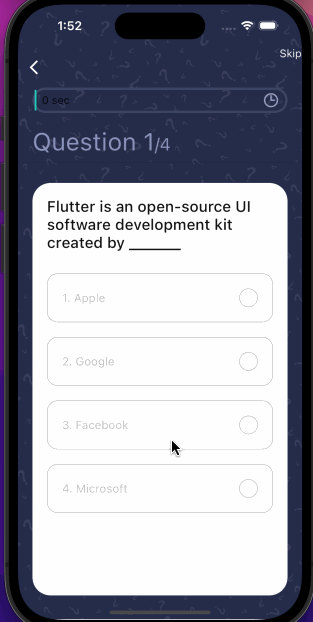 1:52
Skip
0 sec
Question 1/4
Flutter is an open-source UI
software development kit
created by ______
1. Apple
2. Google
3. Facebook
4. Microsoft